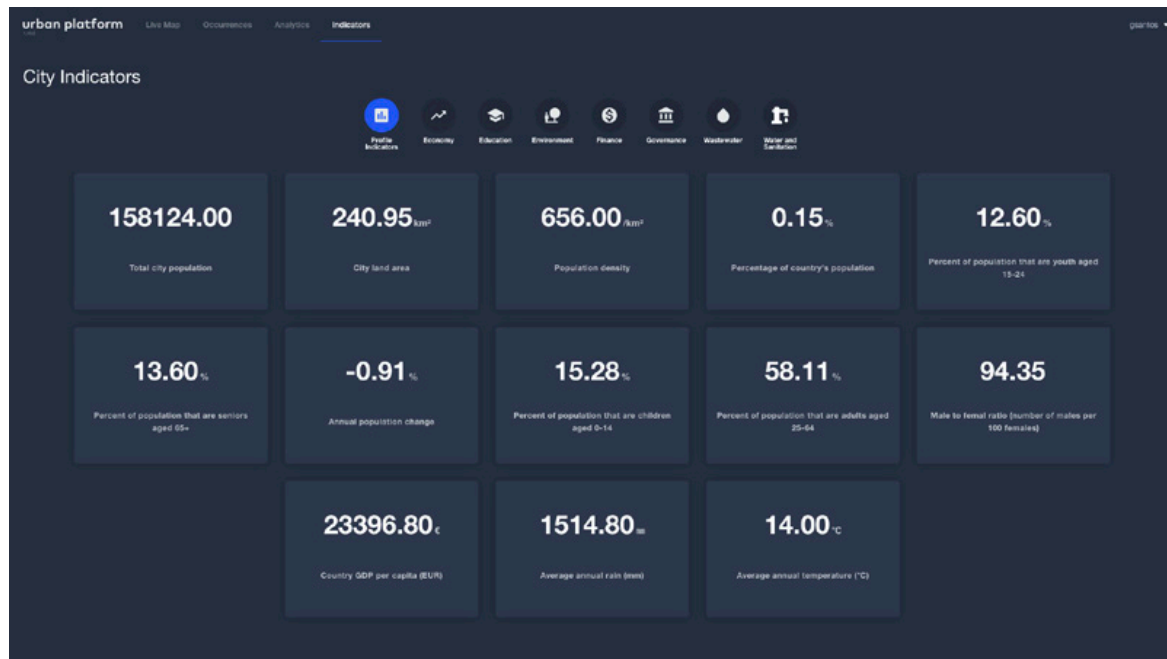 urban platform Live Map Occurrences Analytics Indicators
City Indicators
Profile Indicators Economy Education Environment Finance Governance Wastewater Water and Sanitation
158124.00
Total city population
240.95 km²
City land area
656.00 /km²
Population density
0.15 %
Percentage of country's population
12.60 %
Percent of population that are youth aged
15-24
13.60 %
Percent of population that are seniors
aged 65+
-0.91 %
Annual population change
15.28 %
Percent of population that are children
aged 0-14
58.11 %
Percent of population that are adults aged
25-64
94.35
Male to femal ratio (number of males per
100 females)
23396.80 €
Country GDP per capita (EUR)
1514.80
Average annual rain (mm)
14.00 °C
Average annual temperature (°C)